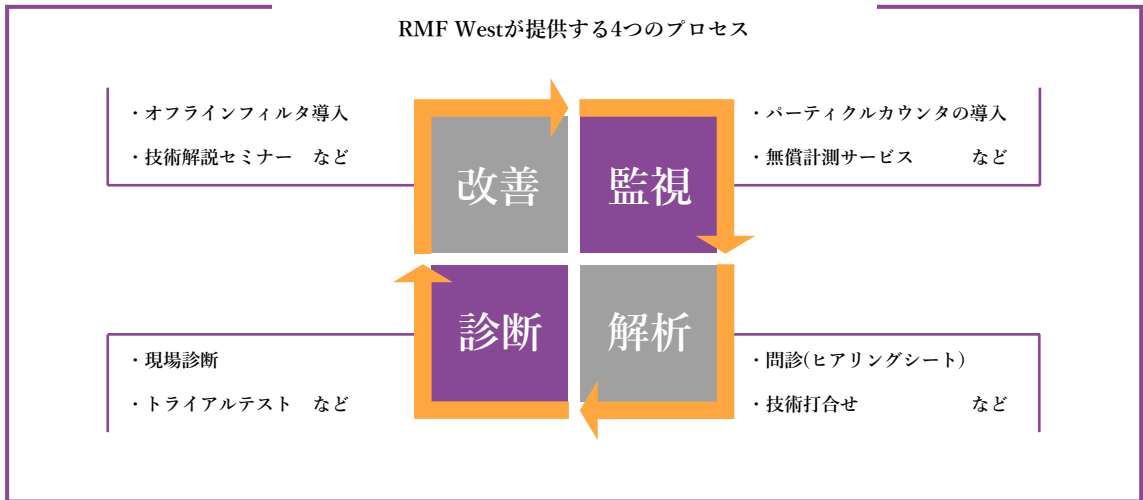 RMF Westが提供する4つのプロセス
・オフラインフィルタ導入
・技術解説セミナー　など
改善
監視
・パーティクルカウンタの導入
・無償計測サービス　　　など
診断
解析
・現場診断
・トライアルテスト　など
・問診(ヒアリングシート)
・技術打合せ　　　　　　など